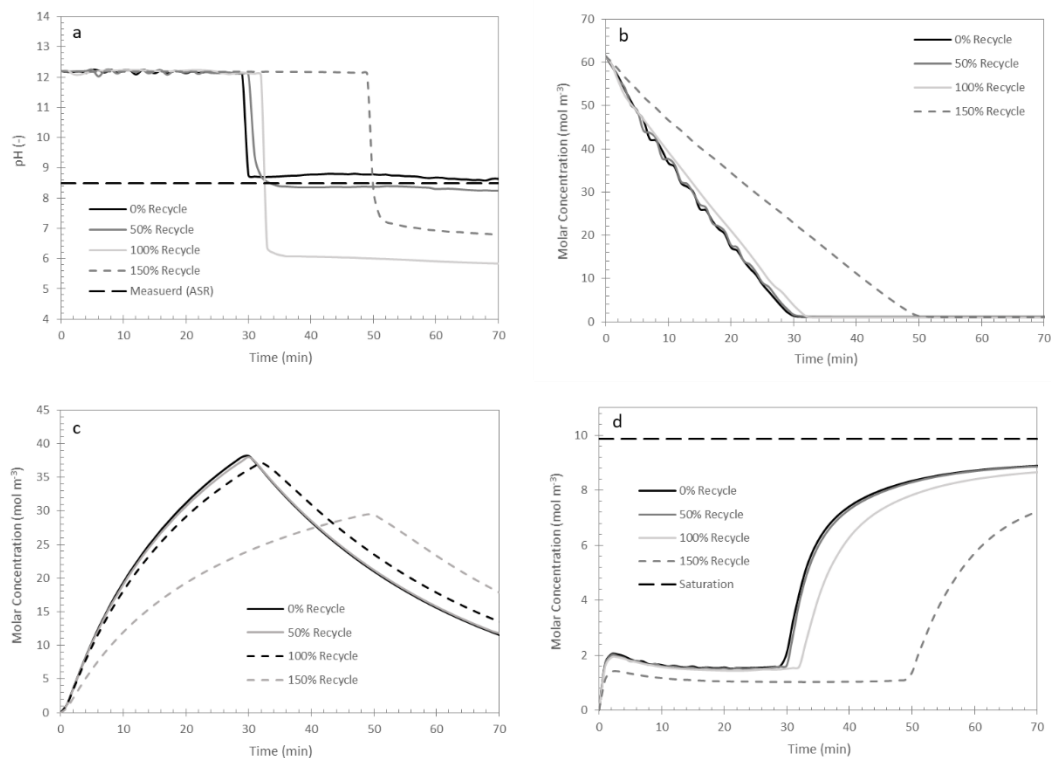 a
14
13
12
11
10
9
8
7
6
5
4
pH (-)
0% Recycle
50% Recycle
100% Recycle
150% Recycle
Measuerd (ASR)
0 10 20 30 40 50 60 70
Time (min)
b
70
60
50
40
30
20
10
0
Molar Concentration (mol m-3)
0% Recycle
50% Recycle
100% Recycle
150% Recycle
0 10 20 30 40 50 60 70
Time (min)
c
45
40
35
30
25
20
15
10
5
0
Molar Concentration (mol m-3)
0% Recycle
50% Recycle
100% Recycle
150% Recycle
0 10 20 30 40 50 60 70
Time (min)
d
10
8
6
4
2
0
Molar Concentration (mol m-3)
0% Recycle
50% Recycle
100% Recycle
150% Recycle
Saturation
0 10 20 30 40 50 60 70
Time (min)